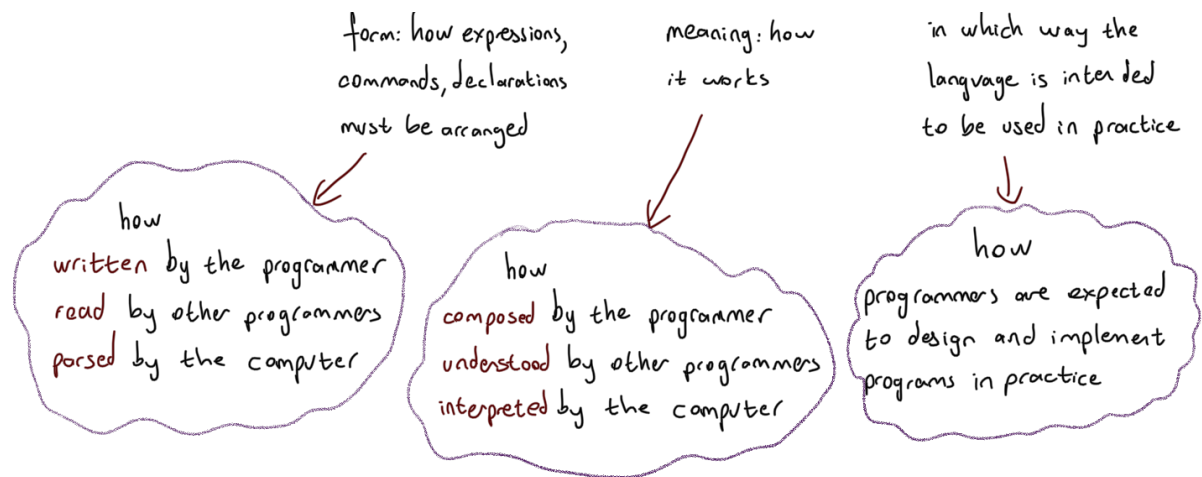 form: how expressions,
commands, declarations
must be arranged
how
written by the programmer
read by other programmers
parsed by the computer
meaning: how
it works
how
composed by the programmer
understood by other programmers
interpreted by the computer
in which way the
language is intended
to be used in practice
how
programmers are expected
to design and implement
programs in practice